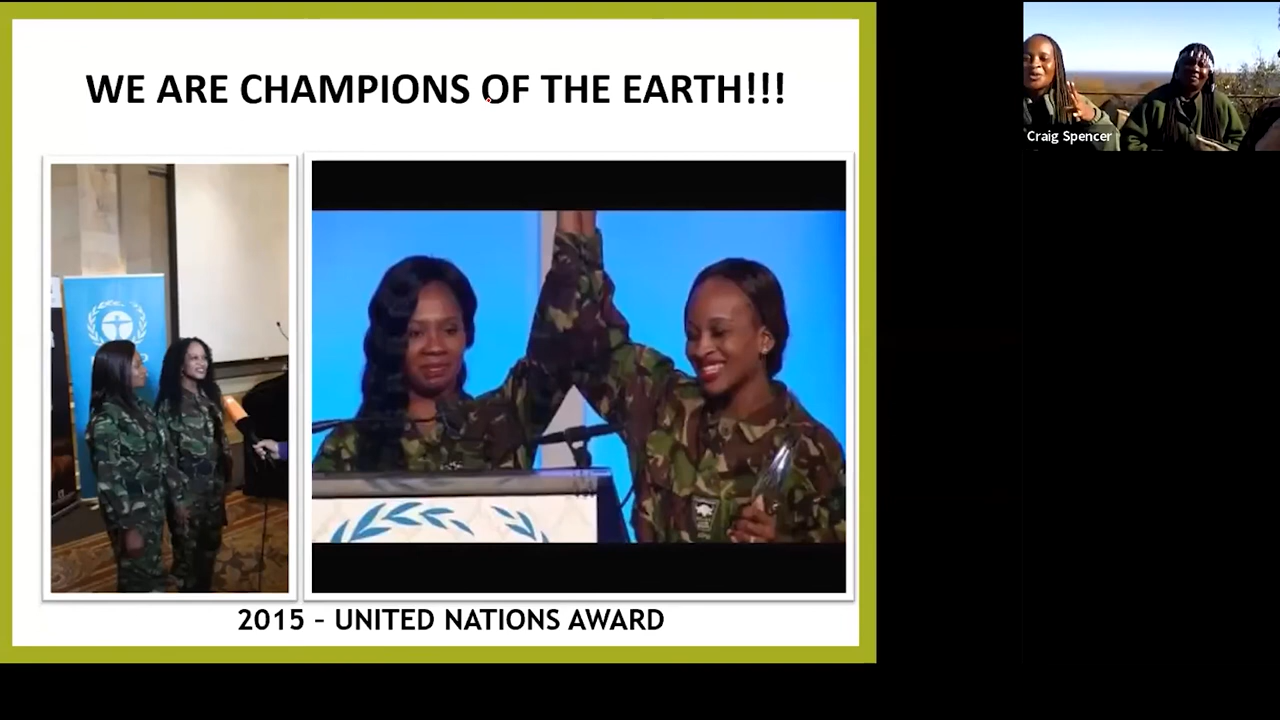 WE ARE CHAMPIONS OF THE EARTH!!!
Craig Spencer
2015 – UNITED NATIONS AWARD